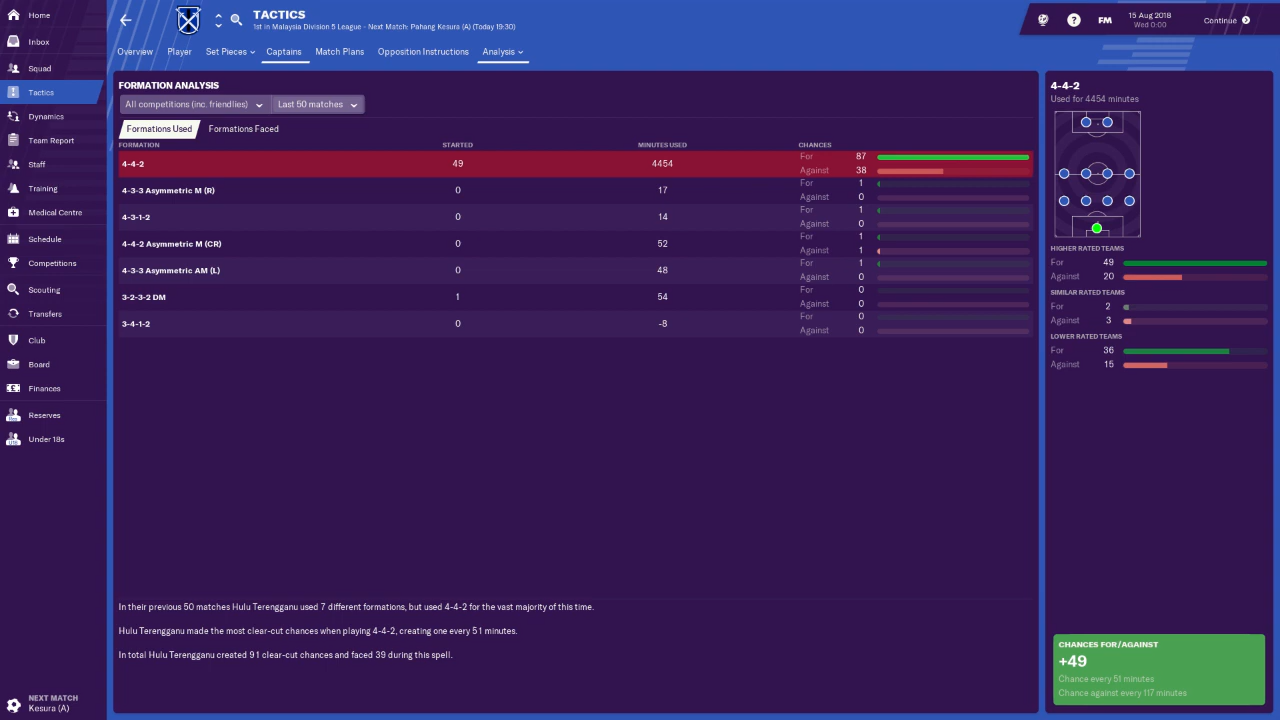 Home
Inbox
Squad
Tactics
Dynamics
Team Report
Staff
Training
Medical Centre
Schedule
Competitions
Scouting
Transfers
Club
Board
Finances
Reserves
Under 18s
NEXT MATCH
Kesura (A)
TACTICS
1st in Malaysia Division 5 League - Next Match: Pahang Kesura (A) (Today 19:30)
? FM 15 Aug 2018 Continue
Wed 0:00
Overview Player Set Pieces Captains Match Plans Opposition Instructions Analysis
FORMATION ANALYSIS
All competitions (inc. friendlies) Last 50 matches
Formations Used Formations Faced
FORMATION STARTED MINUTES USED CHANCES
4-4-2 49 4454 For 87
Against 38
4-3-3 Asymmetric M (R) 0 17 For 1
Against 0
4-3-1-2 0 14 For 1
Against 0
4-4-2 Asymmetric M (CR) 0 52 For 1
Against 1
4-3-3 Asymmetric AM (L) 0 48 For 1
Against 0
3-2-3-2 DM 1 54 For 0
Against 0
3-4-1-2 0 -8 For 0
Against 0
In their previous 50 matches Hulu Terengganu used 7 different formations, but used 4-4-2 for the vast majority of this time.
Hulu Terengganu made the most clear-cut chances when playing 4-4-2, creating one every 51 minutes.
In total Hulu Terengganu created 91 clear-cut chances and faced 39 during this spell.
4-4-2
Used for 4454 minutes
HIGHER RATED TEAMS
For 49
Against 20
SIMILAR RATED TEAMS
For 2
Against 3
LOWER RATED TEAMS
For 36
Against 15
CHANCES FOR/AGAINST
+49
Chance every 51 minutes
Chance against every 117 minutes